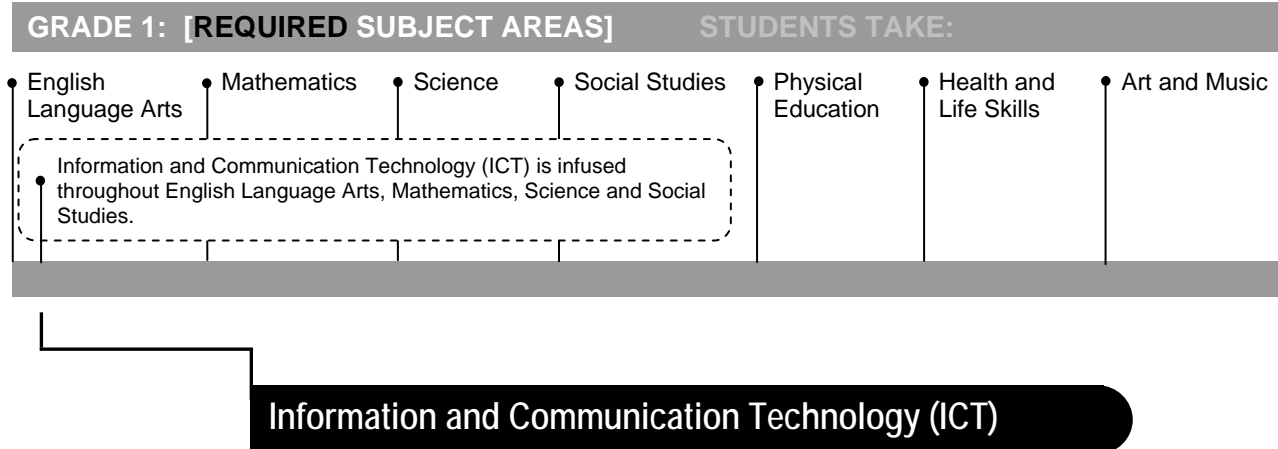 GRADE 1: [REQUIRED SUBJECT AREAS] STUDENTS TAKE:
English
Language Arts
Mathematics
Science
Social Studies
Physical
Education
Health and
Life Skills
Art and Music
Information and Communication Technology (ICT) is infused
throughout English Language Arts, Mathematics, Science and Social
Studies.
Information and Communication Technology (ICT)